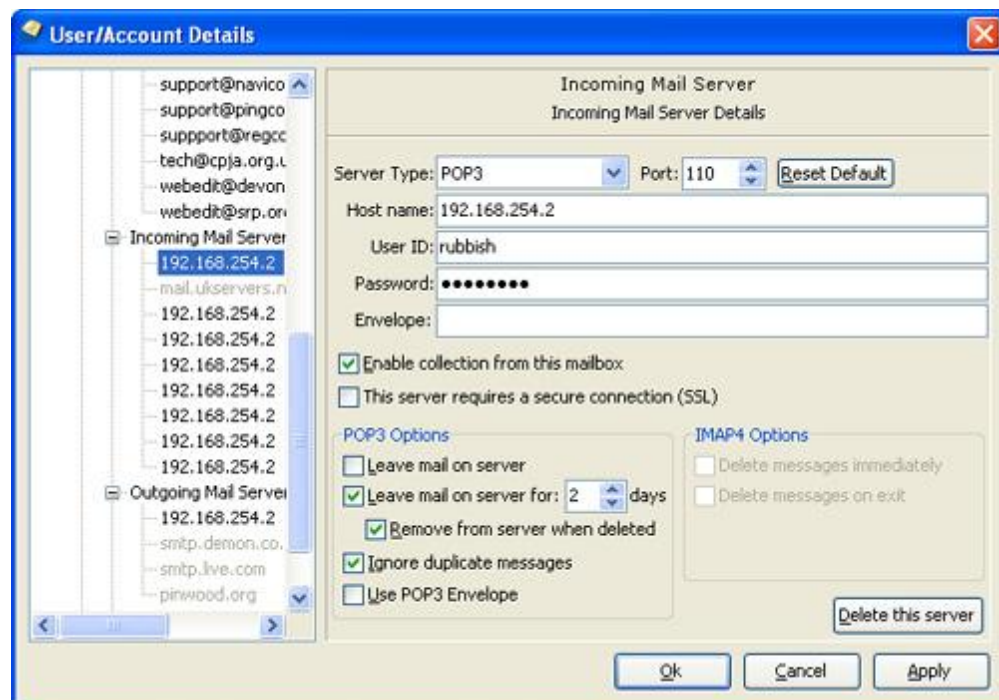 User/Account Details
support@navico
support@pingco
suppport@regcc
tech@cpja.org.u
webedit@devon
webedit@srp.or
Incoming Mail Server
192.168.254.2
mail.ukservers.n
192.168.254.2
192.168.254.2
192.168.254.2
192.168.254.2
192.168.254.2
192.168.254.2
192.168.254.2
Outgoing Mail Server
192.168.254.2
smtp.demon.co.
smtp.live.com
pinwood.org
Incoming Mail Server
Incoming Mail Server Details
Server Type: POP3 Port: 110 Reset Default
Host name: 192.168.254.2
User ID: rubbish
Password: ●●●●●●●●
Envelope:
Enable collection from this mailbox
This server requires a secure connection (SSL)
POP3 Options
Leave mail on server
Leave mail on server for: 2 days
Remove from server when deleted
Ignore duplicate messages
Use POP3 Envelope
IMAP4 Options
Delete messages immediately
Delete messages on exit
Delete this server
Ok Cancel Apply